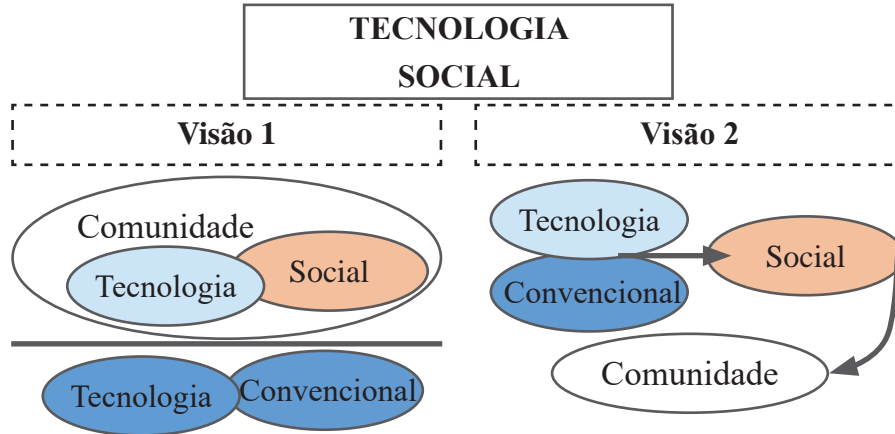 TECNOLOGIA
SOCIAL
Visão 1
Comunidade
Tecnologia
Social
Tecnologia
Convencional
Visão 2
Tecnologia
Convencional
Social
Comunidade